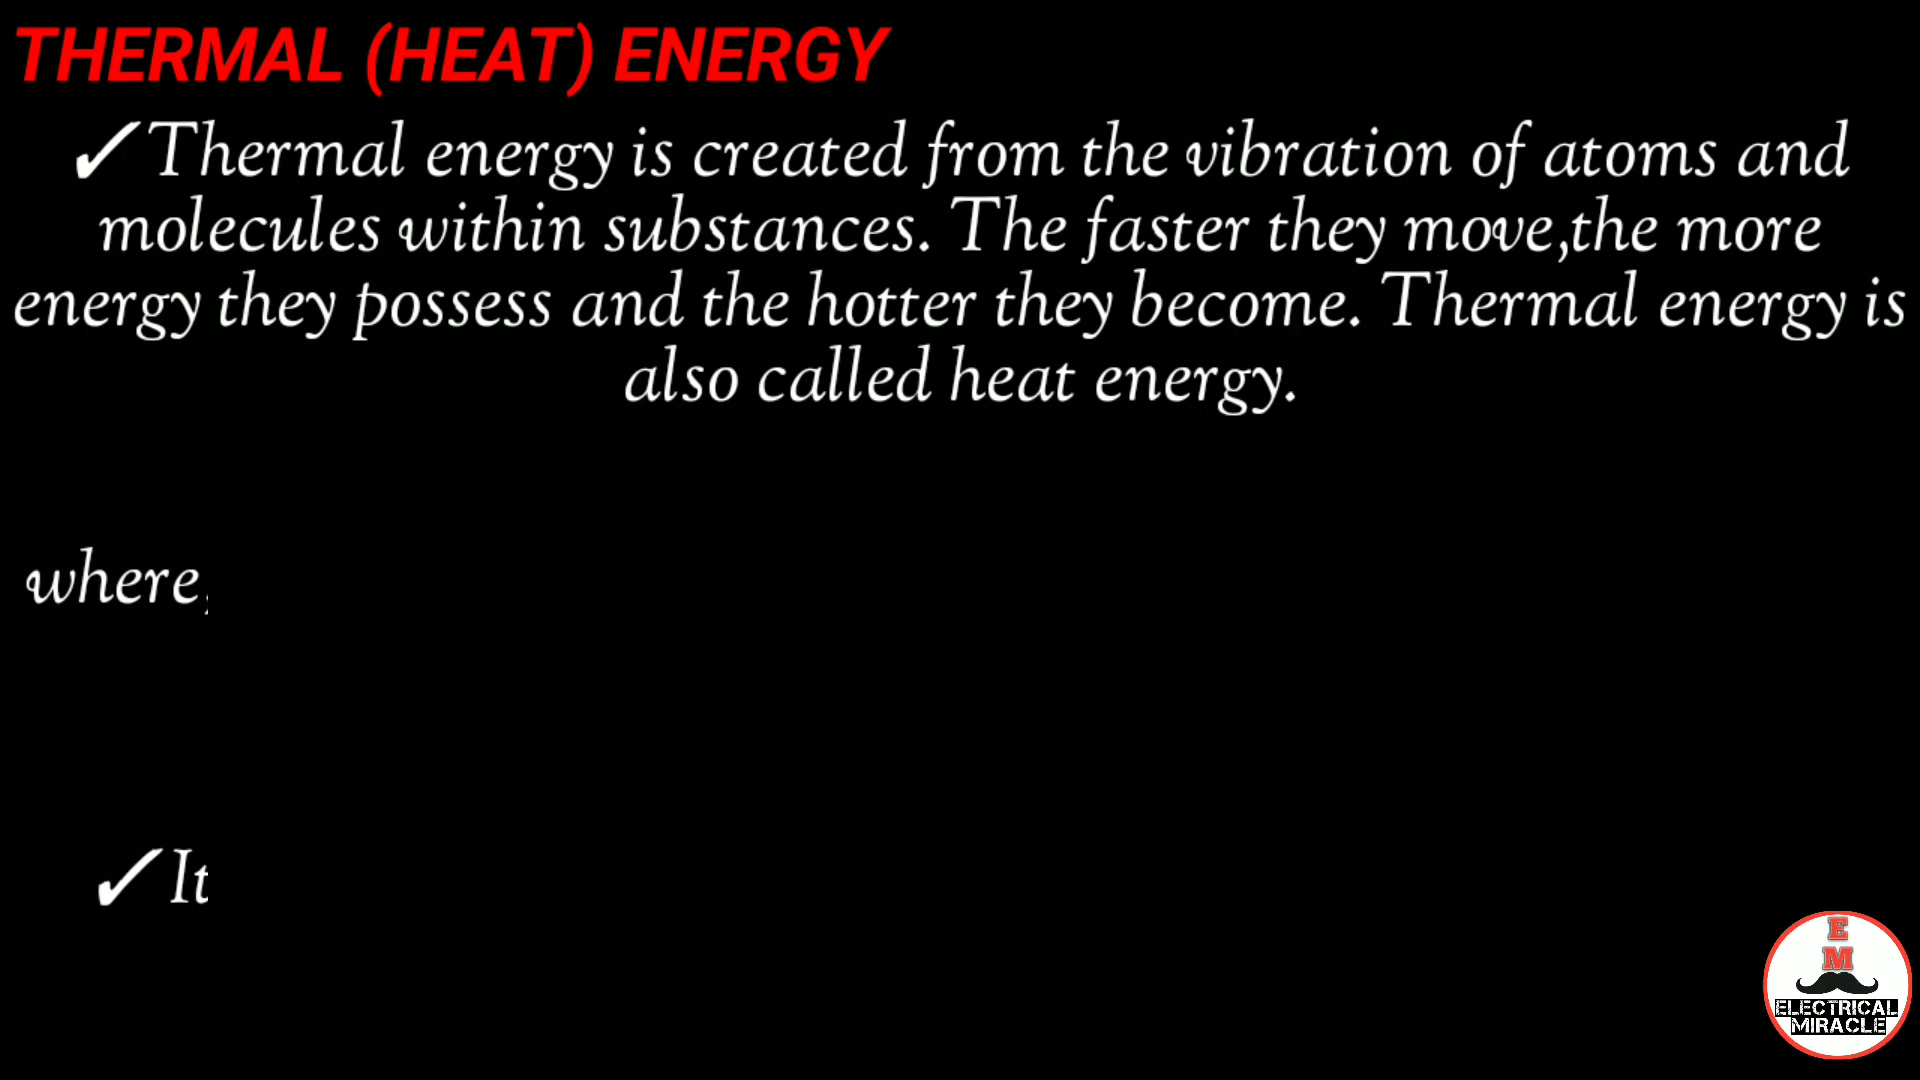 THERMAL (HEAT) ENERGY
✓Thermal energy is created from the vibration of atoms and
molecules within substances. The faster they move,the more
energy they possess and the hotter they become. Thermal energy is
also called heat energy.
where,
✓It
E
M
ELECTRICAL
MIRACLE